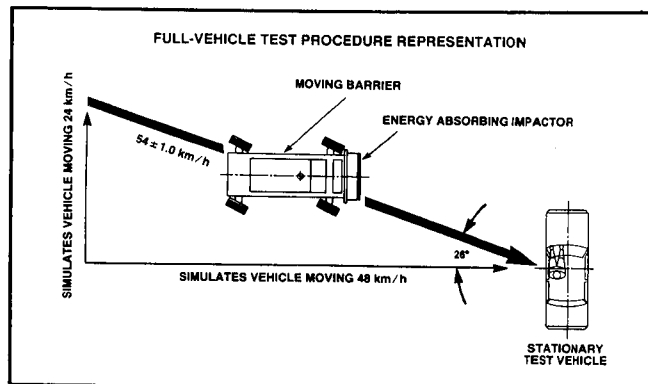 FULL-VEHICLE TEST PROCEDURE REPRESENTATION
MOVING BARRIER
ENERGY ABSORBING IMPACTOR
SIMULATES VEHICLE MOVING 24 km/h
54 ± 1.0 km/h
26°
SIMULATES VEHICLE MOVING 48 km/h
STATIONARY
TEST VEHICLE